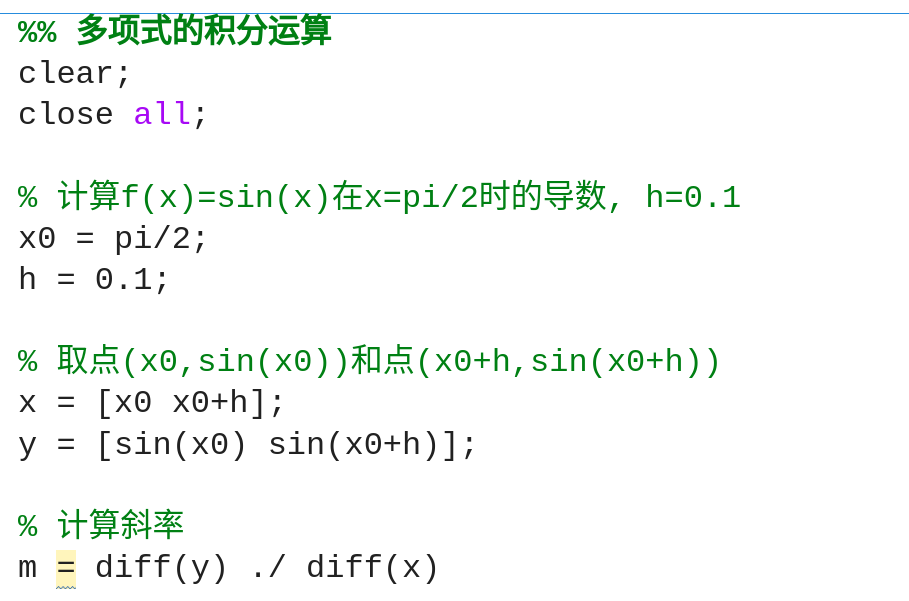 %% 多项式的积分运算
clear;
close all;
% 计算f(x)=sin(x)在x=pi/2时的导数, h=0.1
x0 = pi/2;
h = 0.1;
% 取点(x0,sin(x0))和点(x0+h,sin(x0+h))
x = [x0 x0+h];
y = [sin(x0) sin(x0+h)];
% 计算斜率
m = diff(y) ./ diff(x)